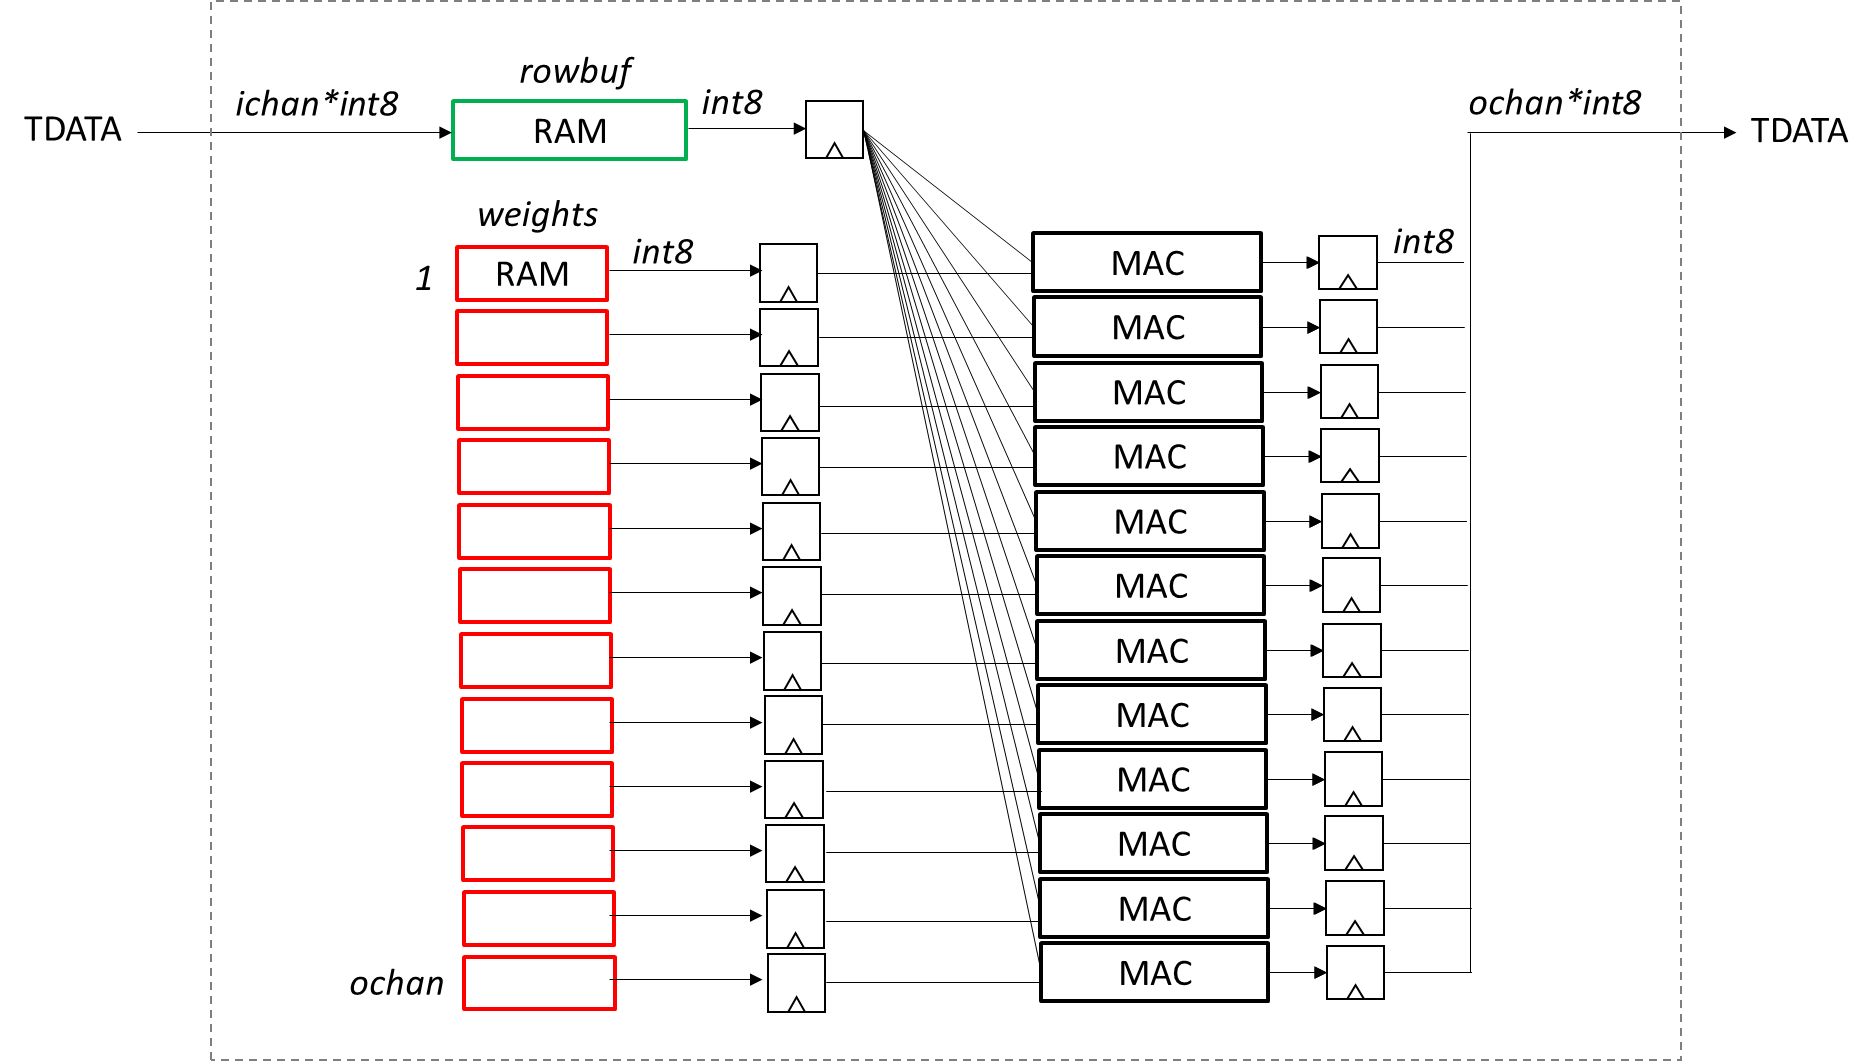 rowbuf
ichan*int8
int8
ochan*int8
TDATA
RAM
TDATA
weights
int8
int8
1
RAM
MAC
MAC
MAC
MAC
MAC
MAC
MAC
MAC
MAC
MAC
MAC
MAC
ochan